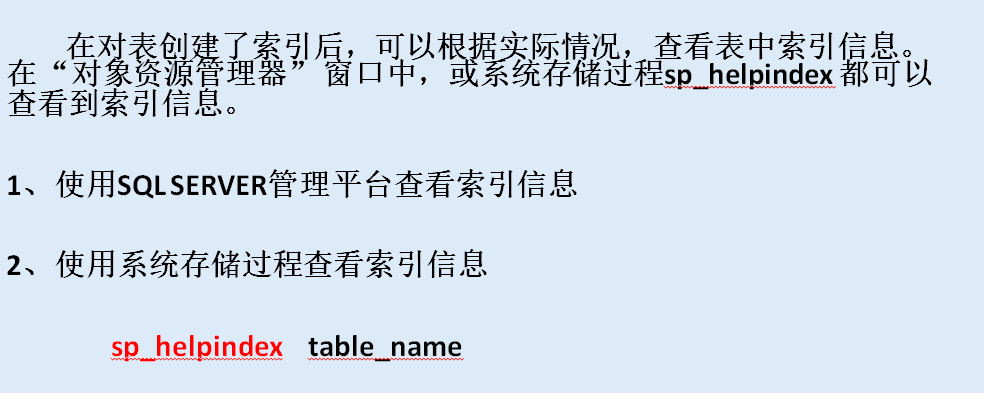 在对表创建了索引后，可以根据实际情况，查看表中索引信息。
在“对象资源管理器” 窗口中，或系统存储过程sp_helpindex 都可以
查看到索引信息。
1、使用SQL SERVER管理平台查看索引信息
2、使用系统存储过程查看索引信息
sp_helpindex table_name